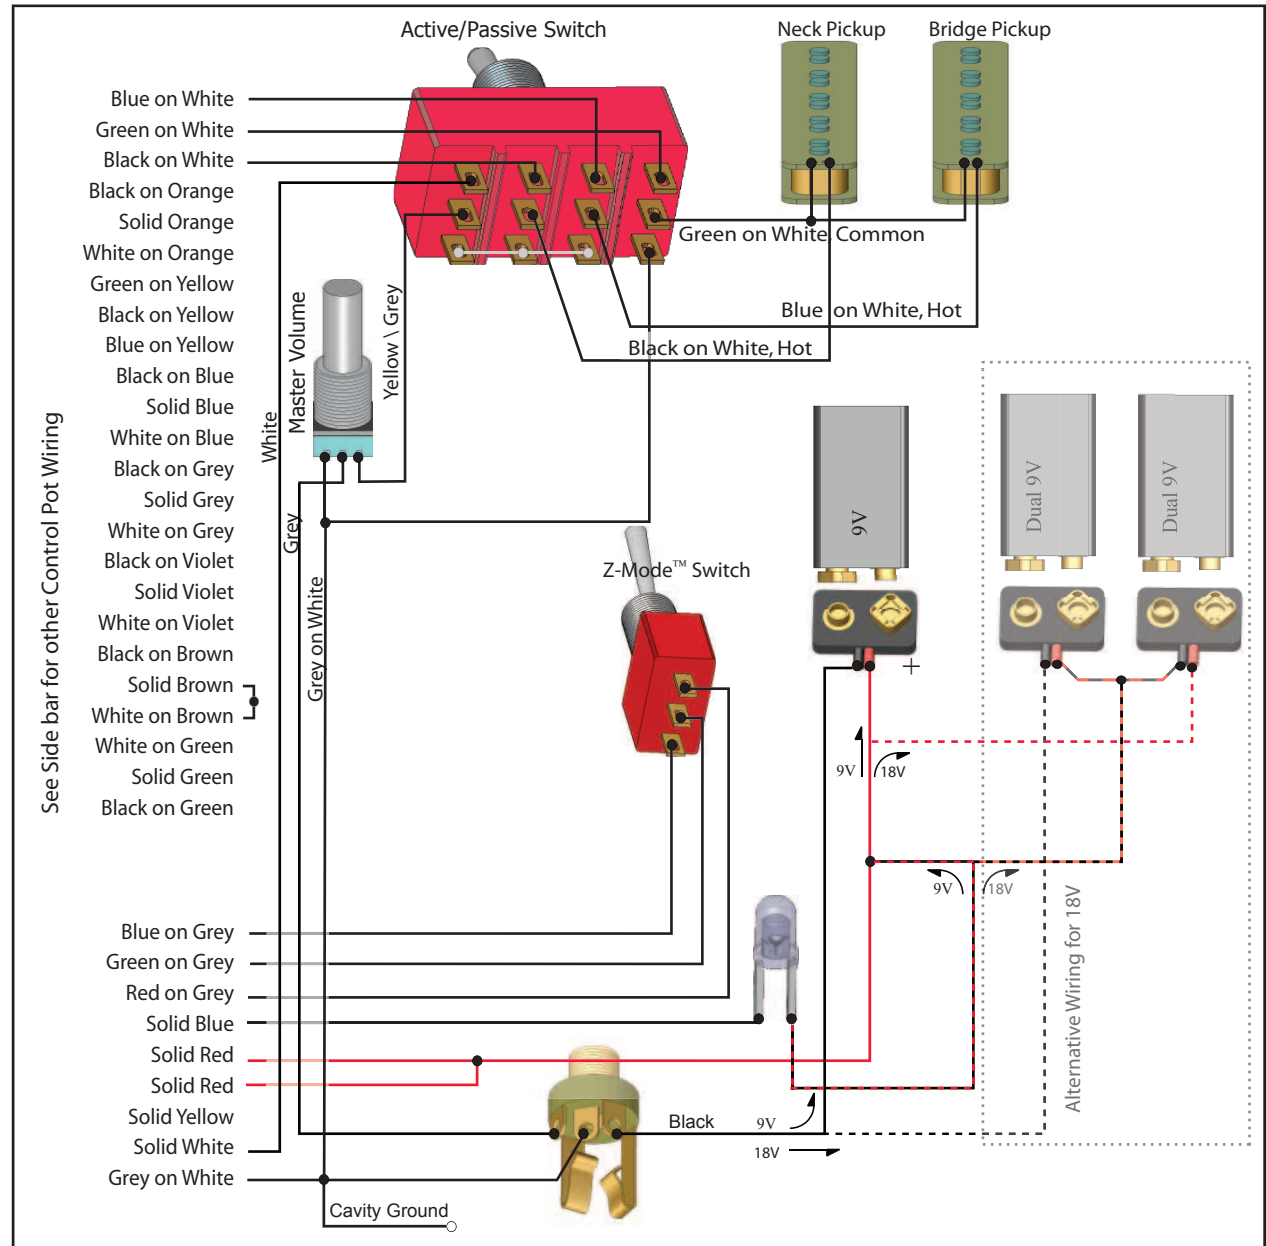 Active/Passive Switch
Neck Pickup
Bridge Pickup
Blue on White
Green on White
Black on White
Black on Orange
Solid Orange
White on Orange
Green on Yellow
Black on Yellow
Blue on Yellow
Black on Blue
Solid Blue
White on Blue
Black on Grey
Solid Grey
White on Grey
Black on Violet
Solid Violet
White on Violet
Black on Brown
Solid Brown
White on Brown
White on Green
Solid Green
Black on Green
See Side bar for other Control Pot Wiring
Green on White, Common
Blue on White, Hot
Black on White, Hot
Yellow \ Grey
Master Volume
White
Grey
Grey on White
Z-Mode™ Switch
9V
Dual 9V
Dual 9V
+
9V
18V
9V
18V
Alternative Wiring for 18V
Blue on Grey
Green on Grey
Red on Grey
Solid Blue
Solid Red
Solid Red
Solid Yellow
Solid White
Grey on White
Black
9V
18V
Cavity Ground